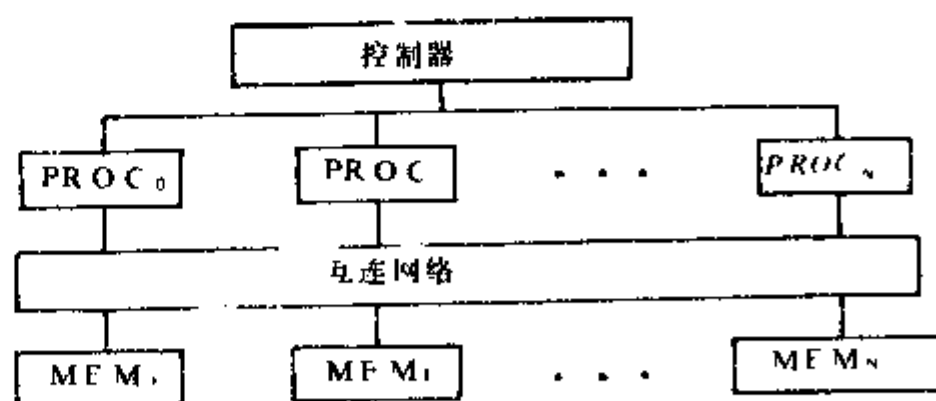 控制器
PROC₀ PROC . . . PROC_N
互连网络
MEM MEM₁ . . . MEM_N